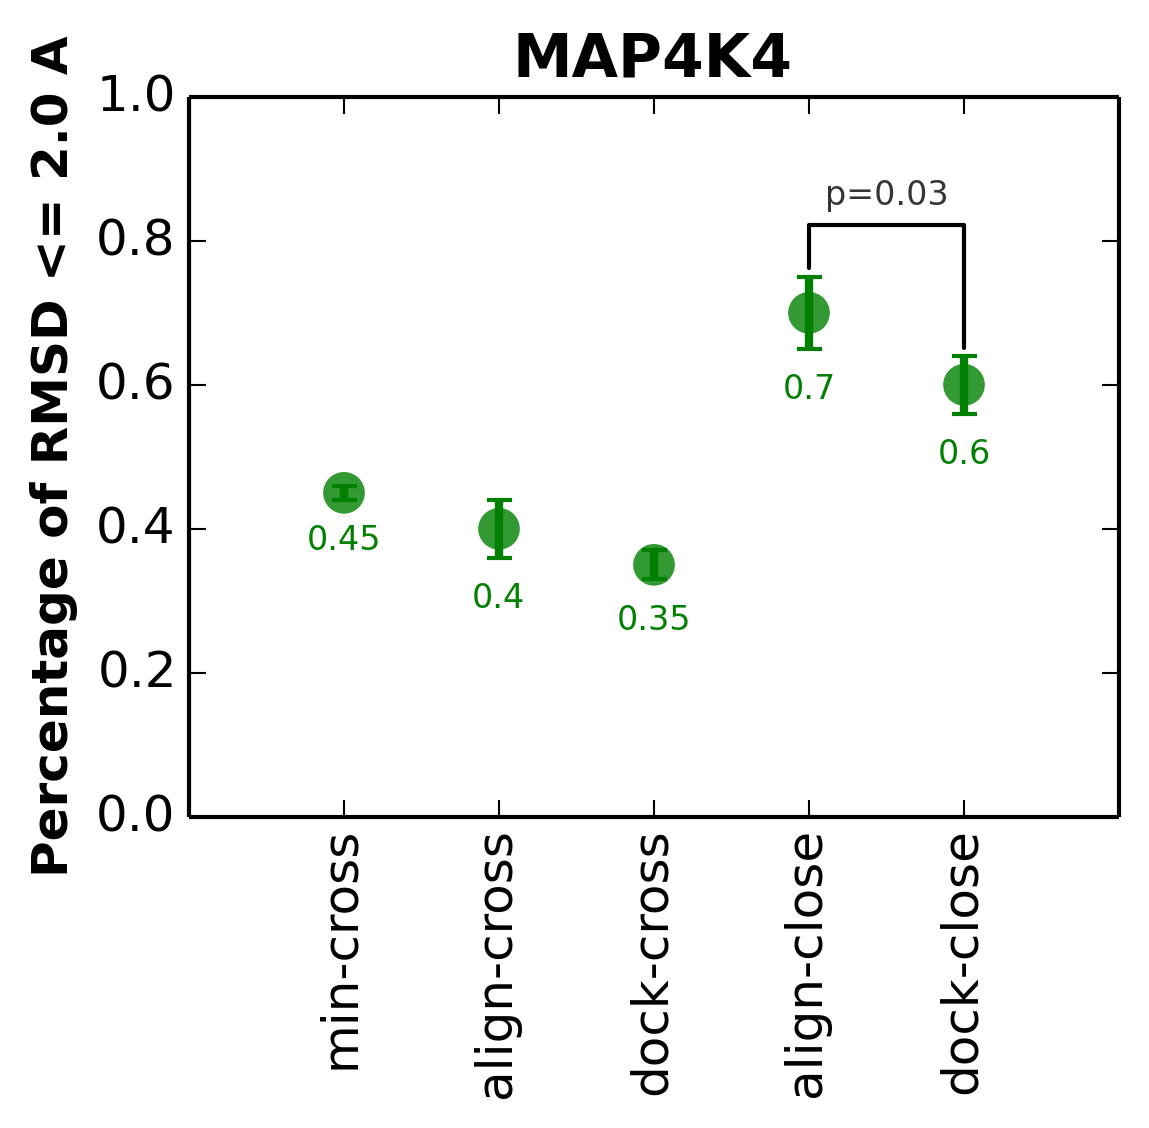 MAP4K4
Percentage of RMSD <= 2.0 A
1.0
0.8
0.6
0.4
0.2
0.0
p=0.03
0.7
0.6
0.45
0.4
0.35
min-cross
align-cross
dock-cross
align-close
dock-close